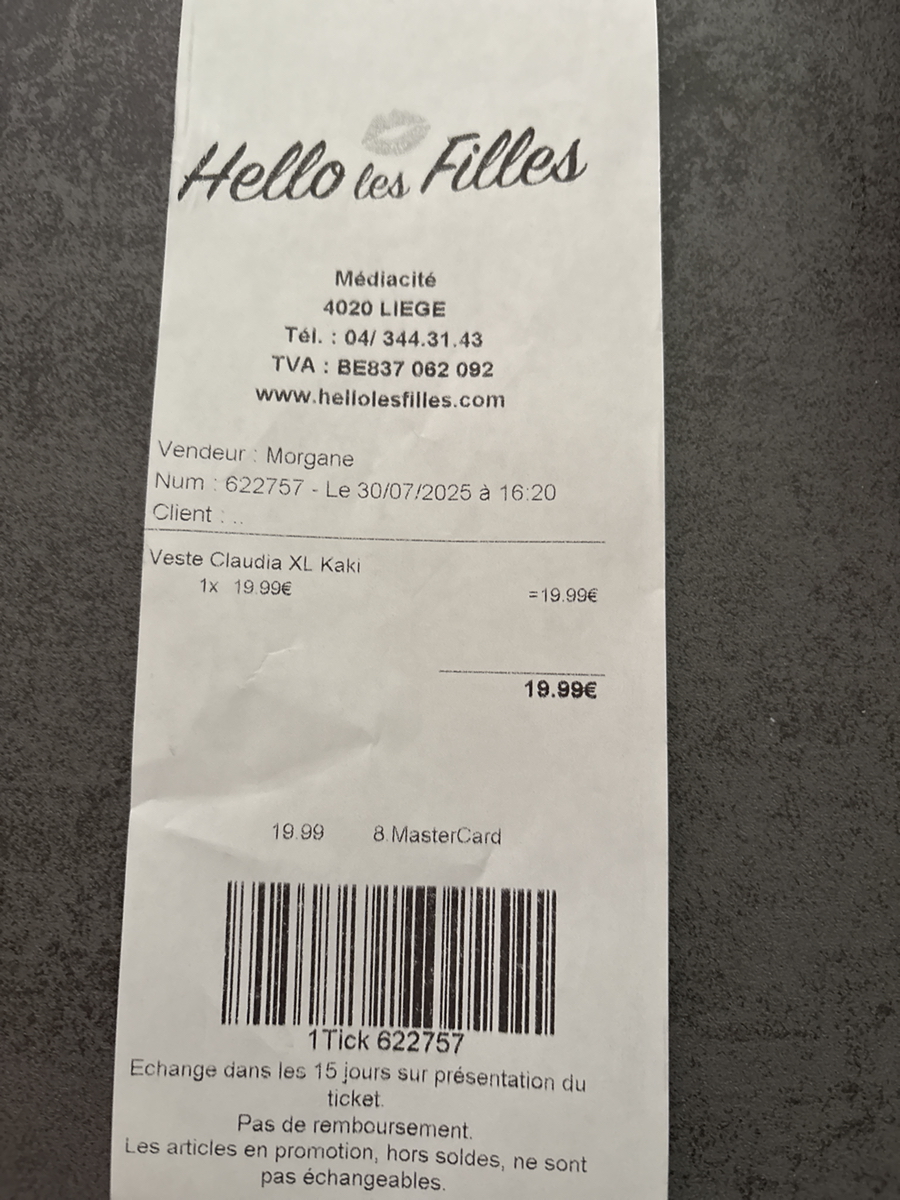 Hello les Filles
Médiacité
4020 LIEGE
Tél. : 04/ 344.31.43
TVA : BE837 062 092
www.hellolesfilles.com
Vendeur : Morgane
Num : 622757 - Le 30/07/2025 à 16:20
Client : ..
Veste Claudia XL Kaki
1x 19.99€ =19.99€
19.99€
19.99 8.MasterCard
1Tick 622757
Echange dans les 15 jours sur présentation du
ticket.
Pas de remboursement.
Les articles en promotion, hors soldes, ne sont
pas échangeables.